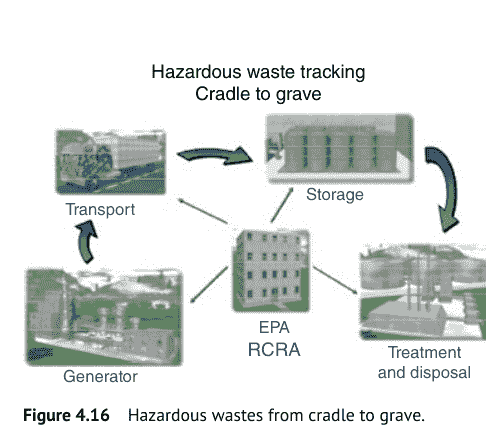 Hazardous waste tracking
Cradle to grave
Transport
Storage
EPA
RCRA
Generator
Treatment
and disposal
Figure 4.16 Hazardous wastes from cradle to grave.